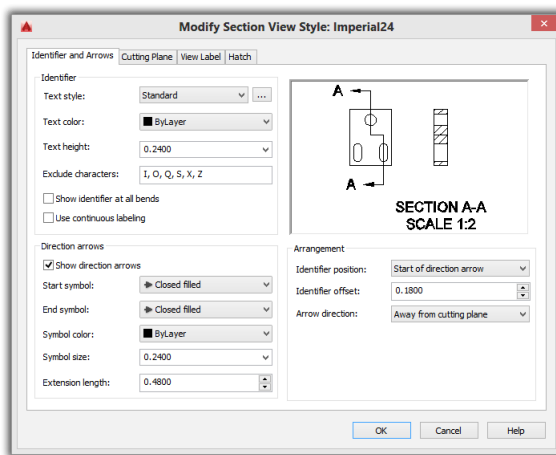 Modify Section View Style: Imperial24
Identifier and Arrows Cutting Plane View Label Hatch
Identifier
Text style: Standard ...
Text color: ByLayer
Text height: 0.2400
Exclude characters: I, O, Q, S, X, Z
Show identifier at all bends
Use continuous labeling
Direction arrows
Show direction arrows
Start symbol: Closed filled
End symbol: Closed filled
Symbol color: ByLayer
Symbol size: 0.2400
Extension length: 0.4800
A
A
SECTION A-A
SCALE 1:2
Arrangement
Identifier position: Start of direction arrow
Identifier offset: 0.1800
Arrow direction: Away from cutting plane
OK Cancel Help